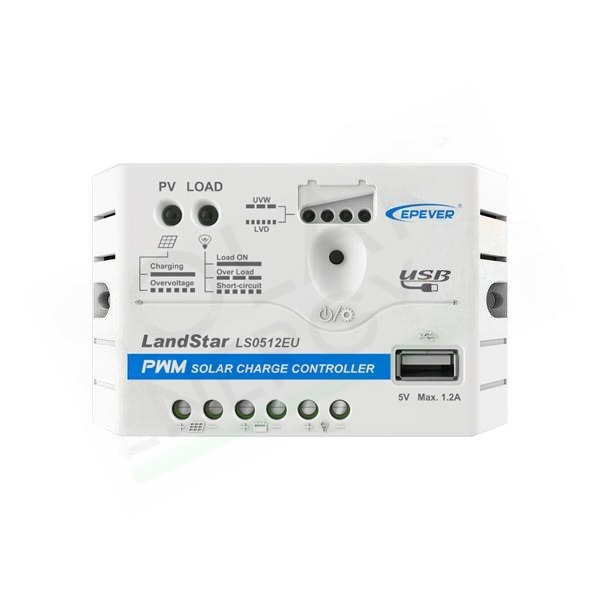 PV LOAD
UVW
LVD
EPEVER®
Charging
Overvoltage
Load ON
Over Load
Short-circuit
USB
LandStar LS0512EU
PWM SOLAR CHARGE CONTROLLER
5V Max. 1.2A